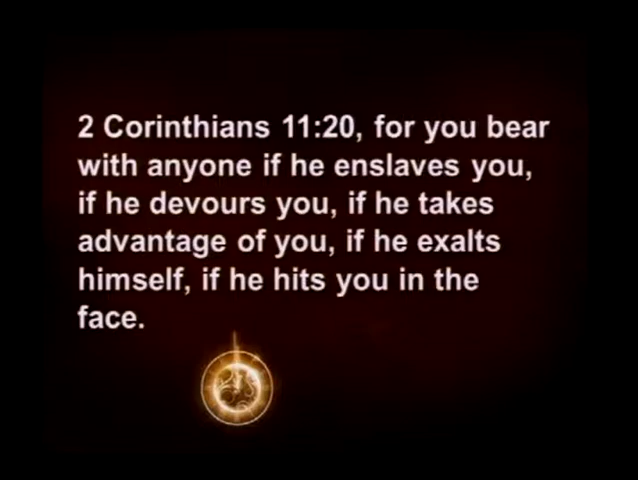 2 Corinthians 11:20, for you bear
with anyone if he enslaves you,
if he devours you, if he takes
advantage of you, if he exalts
himself, if he hits you in the
face.